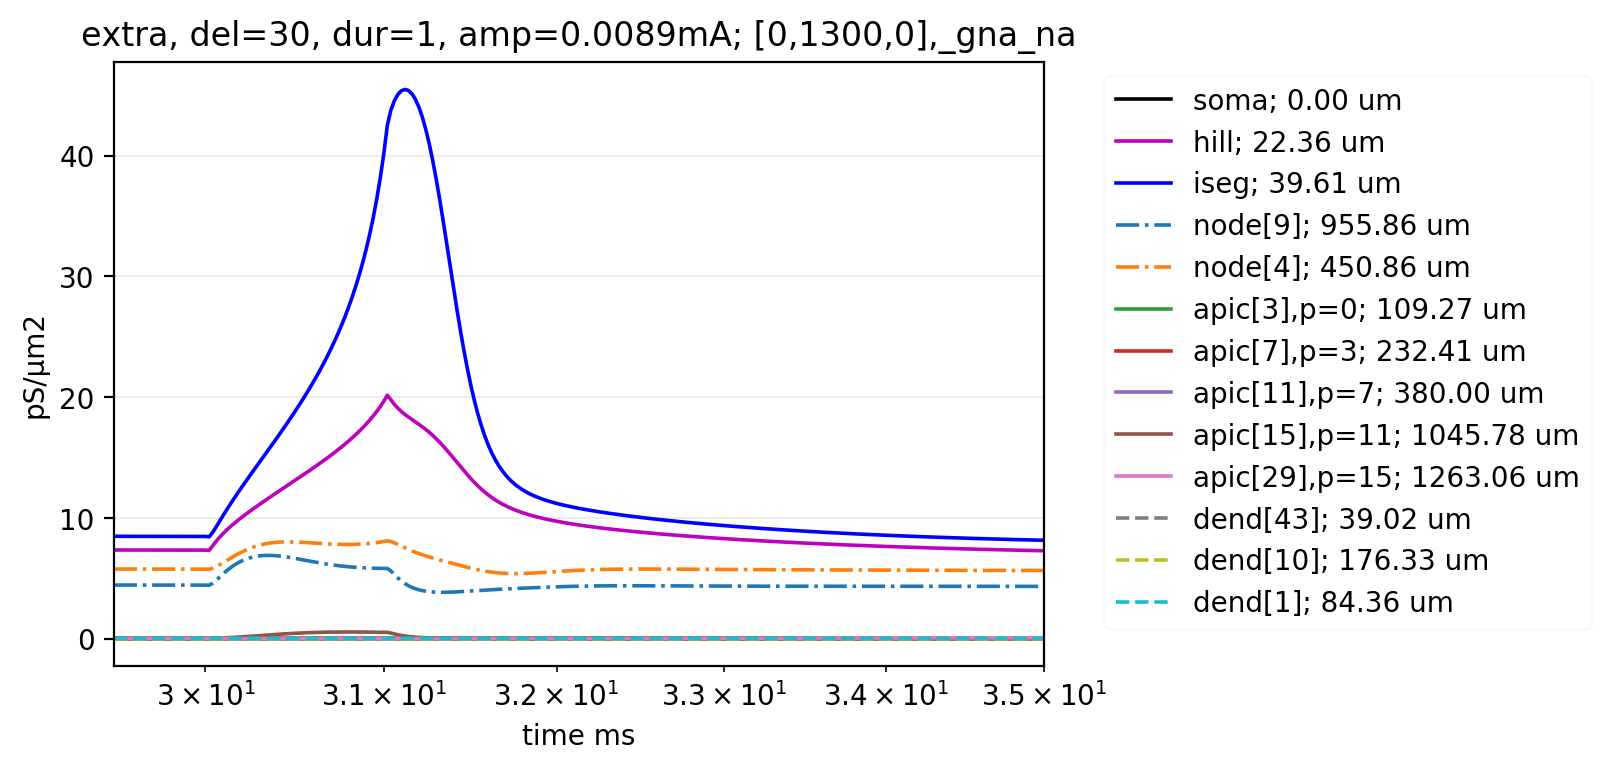 extra, del=30, dur=1, amp=0.0089mA; [0,1300,0],_gna_na
pS/µm2
40
30
20
10
0
3 × 10¹ 3.1 × 10¹ 3.2 × 10¹ 3.3 × 10¹ 3.4 × 10¹ 3.5 × 10¹
time ms
soma; 0.00 um
hill; 22.36 um
iseg; 39.61 um
node[9]; 955.86 um
node[4]; 450.86 um
apic[3],p=0; 109.27 um
apic[7],p=3; 232.41 um
apic[11],p=7; 380.00 um
apic[15],p=11; 1045.78 um
apic[29],p=15; 1263.06 um
dend[43]; 39.02 um
dend[10]; 176.33 um
dend[1]; 84.36 um